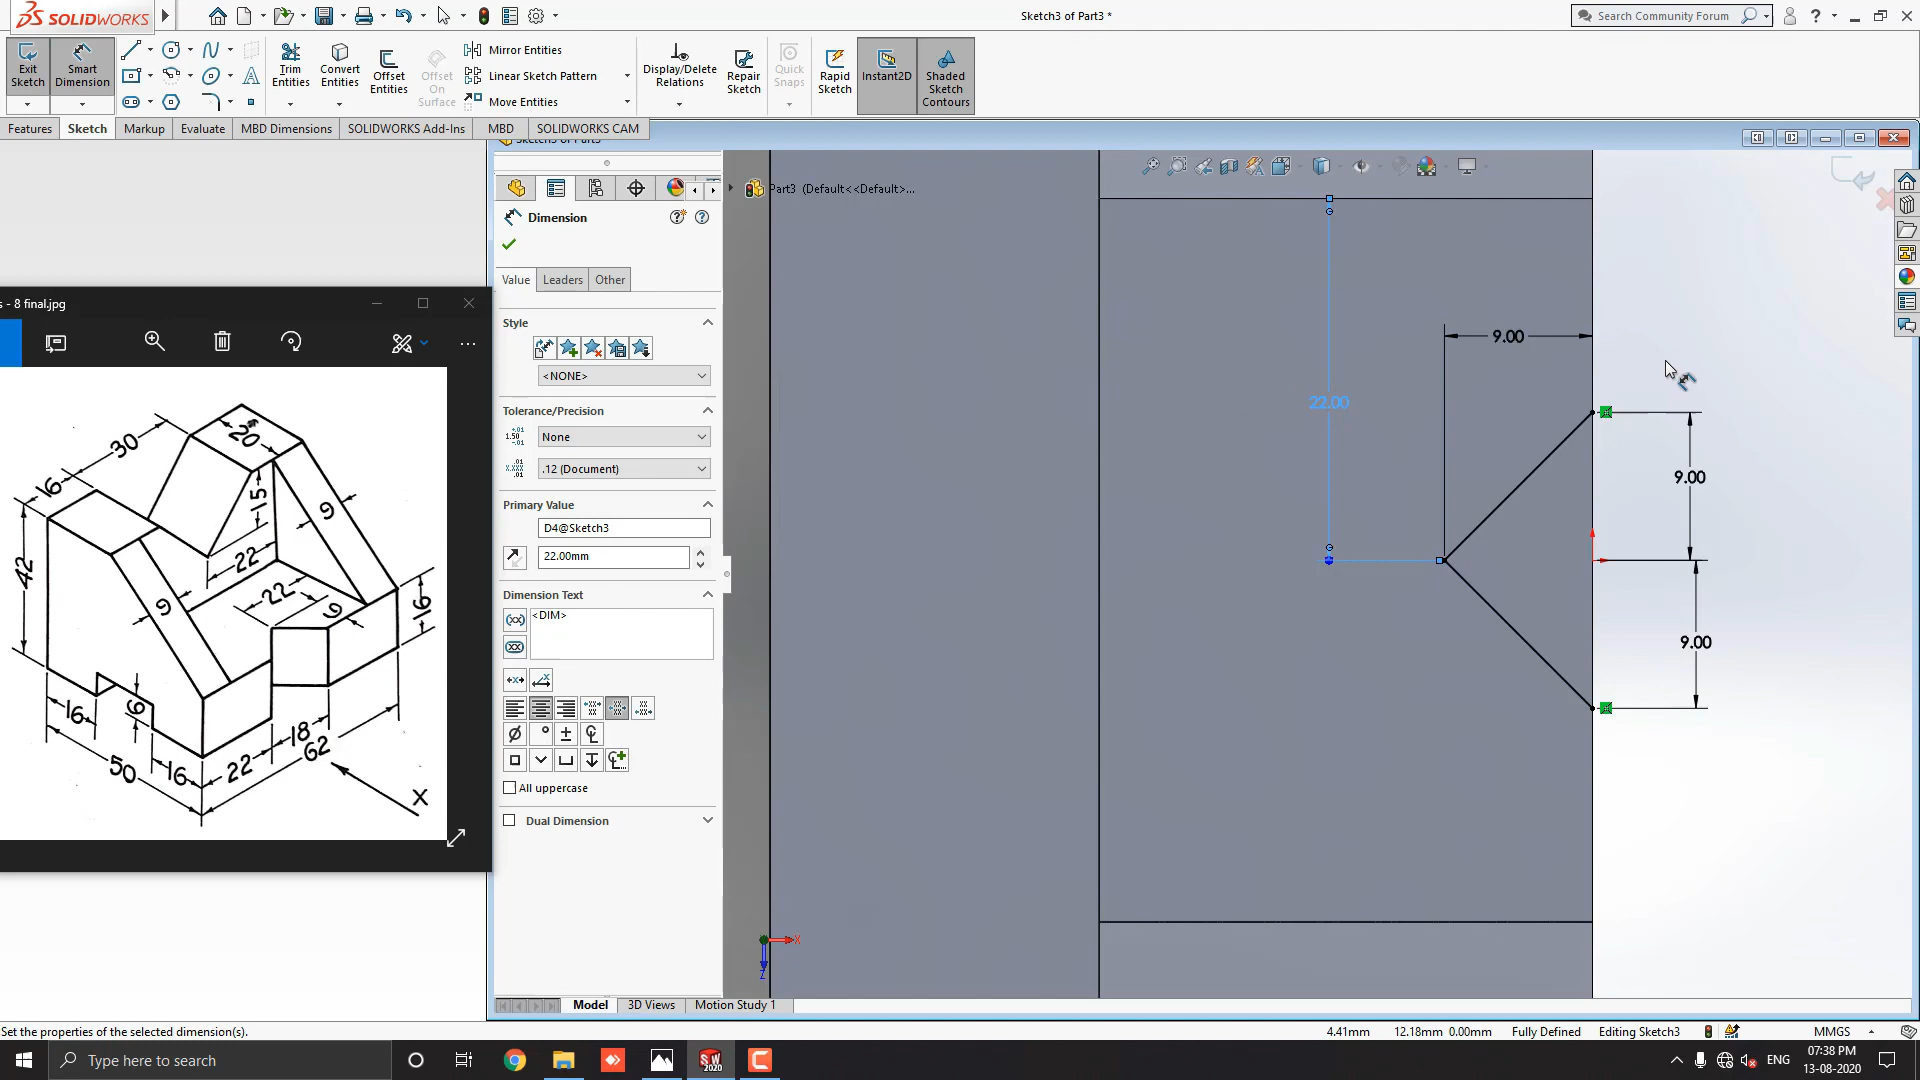 SOLIDWORKS
Sketch3 of Part3 *
Search Community Forum
Exit Sketch
Smart Dimension
Trim Entities
Convert Entities
Offset Entities
Offset On Surface
Mirror Entities
Linear Sketch Pattern
Move Entities
Display/Delete Relations
Repair Sketch
Quick Snaps
Rapid Sketch
Instant2D
Shaded Sketch Contours
Features
Sketch
Markup
Evaluate
MBD Dimensions
SOLIDWORKS Add-Ins
MBD
SOLIDWORKS CAM
Sketch3 of Part3
Part3 (Default<<Default>...
Dimension
Value
Leaders
Other
Style
<NONE>
Tolerance/Precision
None
.12 (Document)
Primary Value
D4@Sketch3
22.00mm
Dimension Text
<DIM>
All uppercase
Dual Dimension
s - 8 final.jpg
30
20
16
15
9
42
22
22
9
9
16
16
6
18
62
50
16
22
X
22.00
9.00
9.00
9.00
X
Z
Model
3D Views
Motion Study 1
Set the properties of the selected dimension(s).
4.41mm
12.18mm
0.00mm
Fully Defined
Editing Sketch3
MMGS
Type here to search
SW
2020
ENG
07:38 PM
13-08-2020